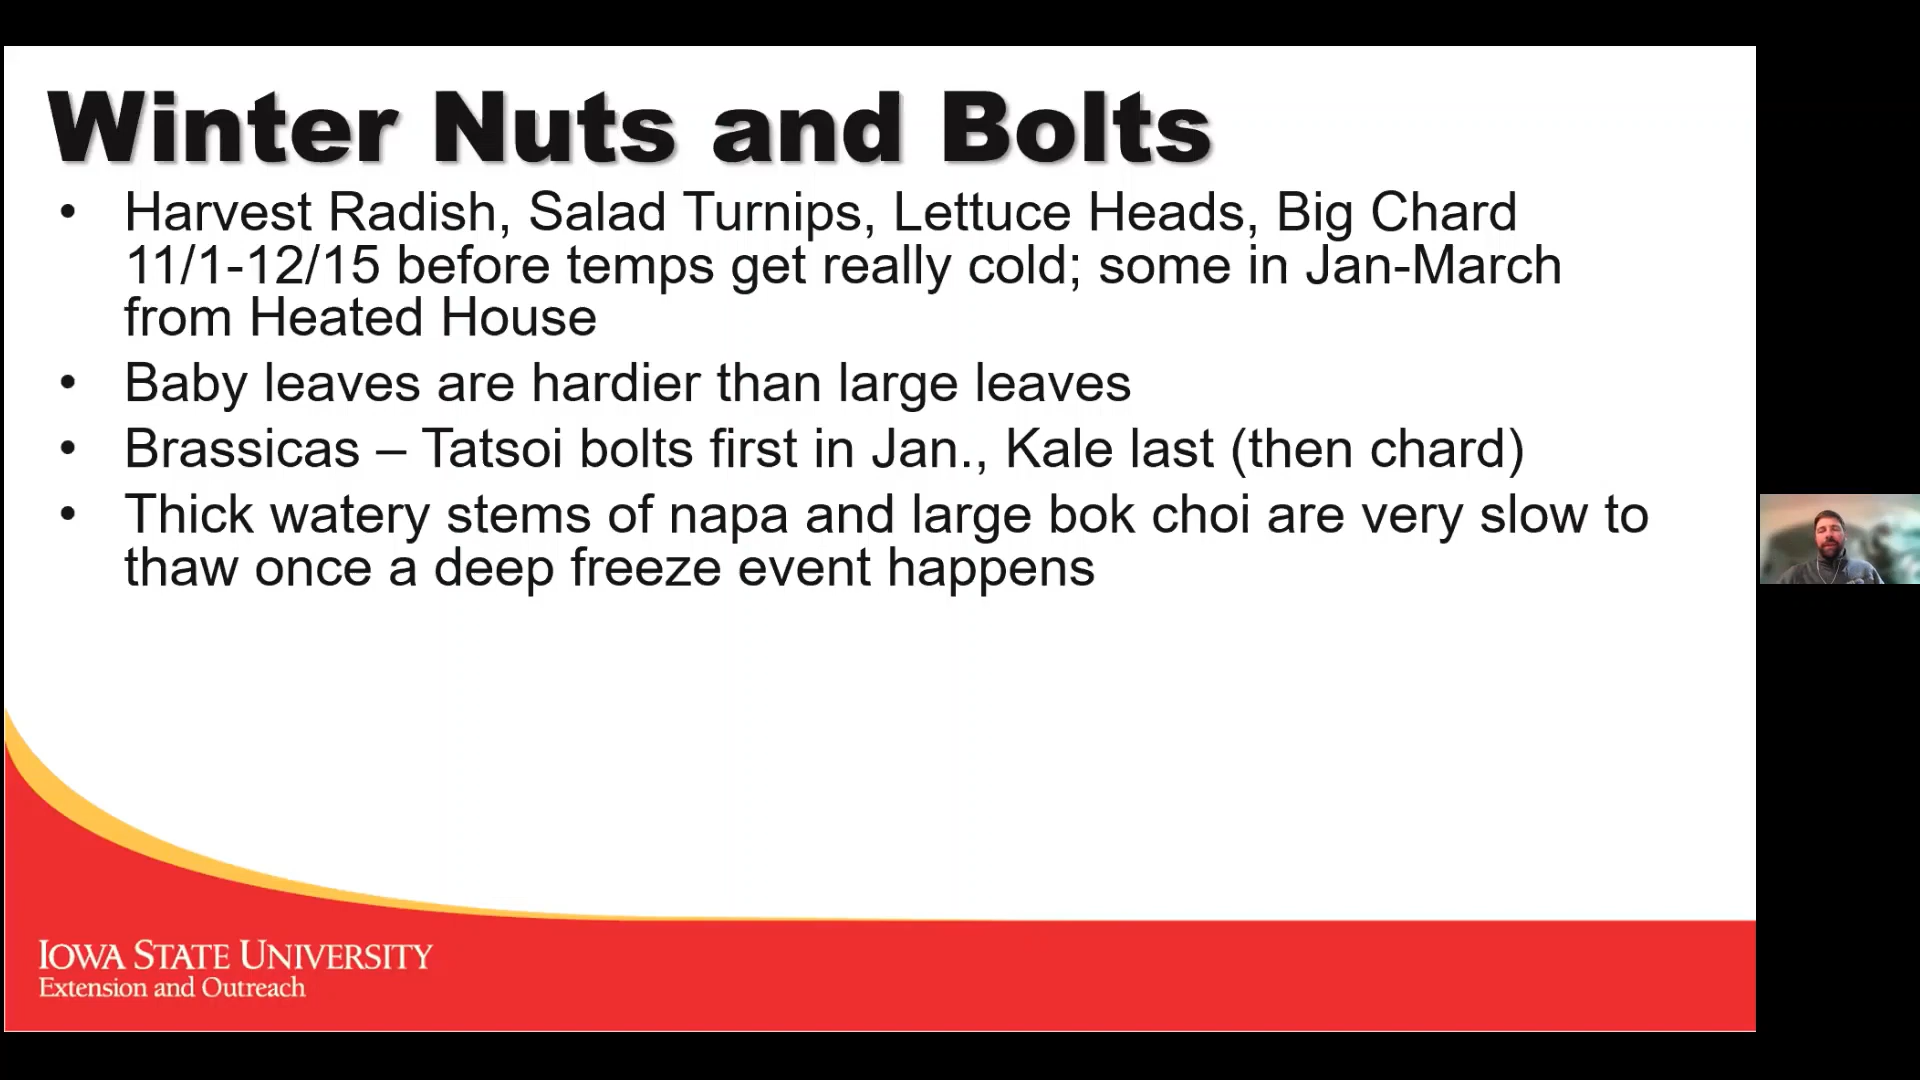 Winter Nuts and Bolts
• Harvest Radish, Salad Turnips, Lettuce Heads, Big Chard
11/1-12/15 before temps get really cold; some in Jan-March
from Heated House
• Baby leaves are hardier than large leaves
• Brassicas – Tatsoi bolts first in Jan., Kale last (then chard)
• Thick watery stems of napa and large bok choi are very slow to
thaw once a deep freeze event happens
IOWA STATE UNIVERSITY
Extension and Outreach